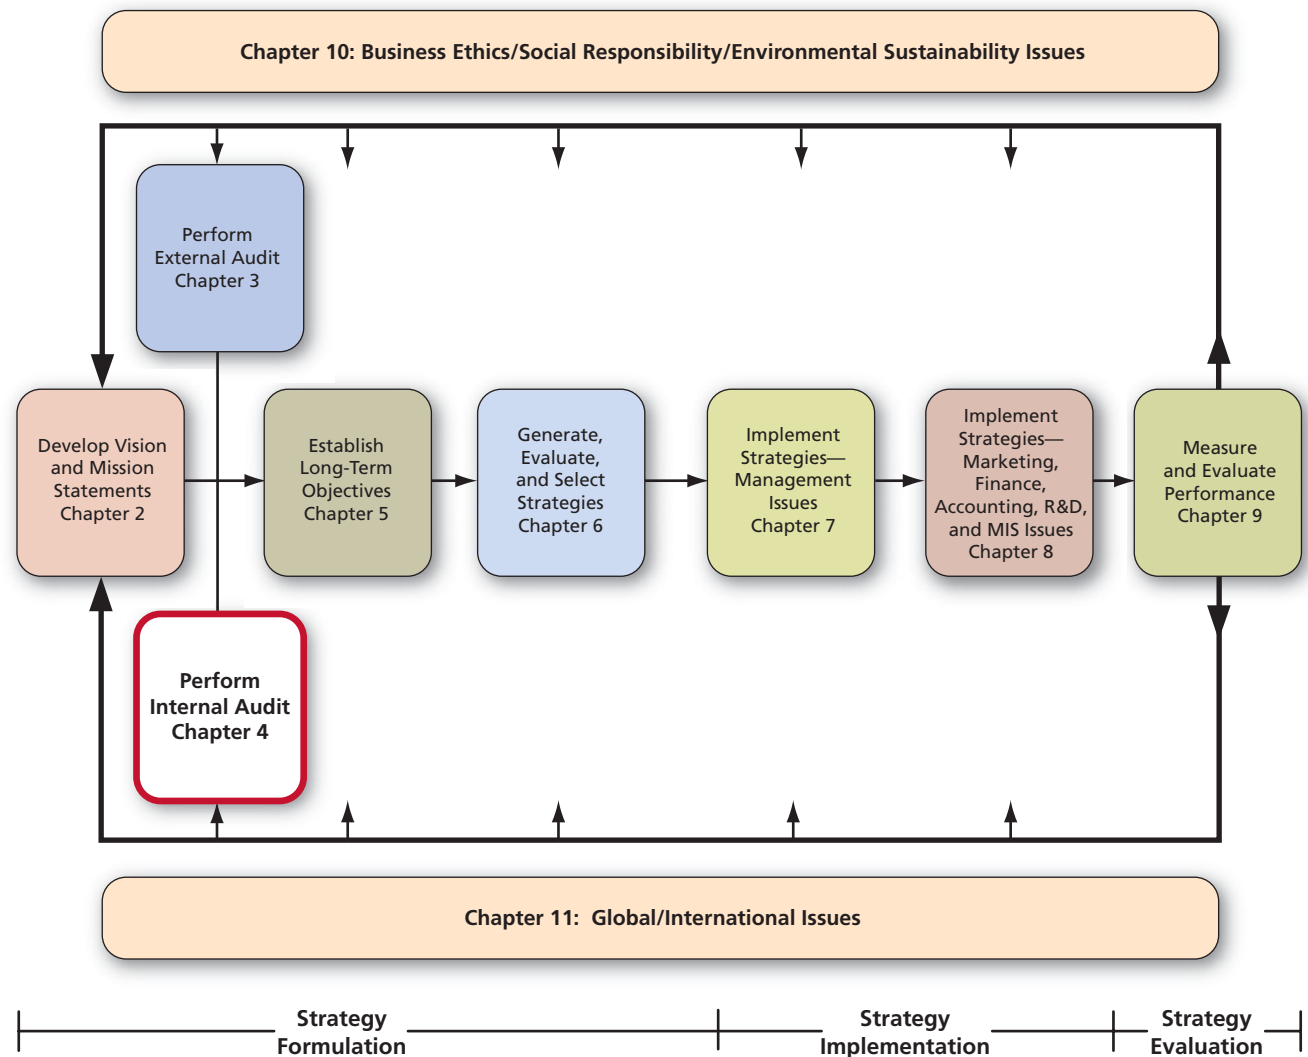 Chapter 10: Business Ethics/Social Responsibility/Environmental Sustainability Issues
Perform
External Audit
Chapter 3
Develop Vision
and Mission
Statements
Chapter 2
Establish
Long-Term
Objectives
Chapter 5
Generate,
Evaluate,
and Select
Strategies
Chapter 6
Implement
Strategies—
Management
Issues
Chapter 7
Implement
Strategies—
Marketing,
Finance,
Accounting, R&D,
and MIS Issues
Chapter 8
Measure
and Evaluate
Performance
Chapter 9
Perform
Internal Audit
Chapter 4
Chapter 11: Global/International Issues
Strategy
Formulation
Strategy
Implementation
Strategy
Evaluation